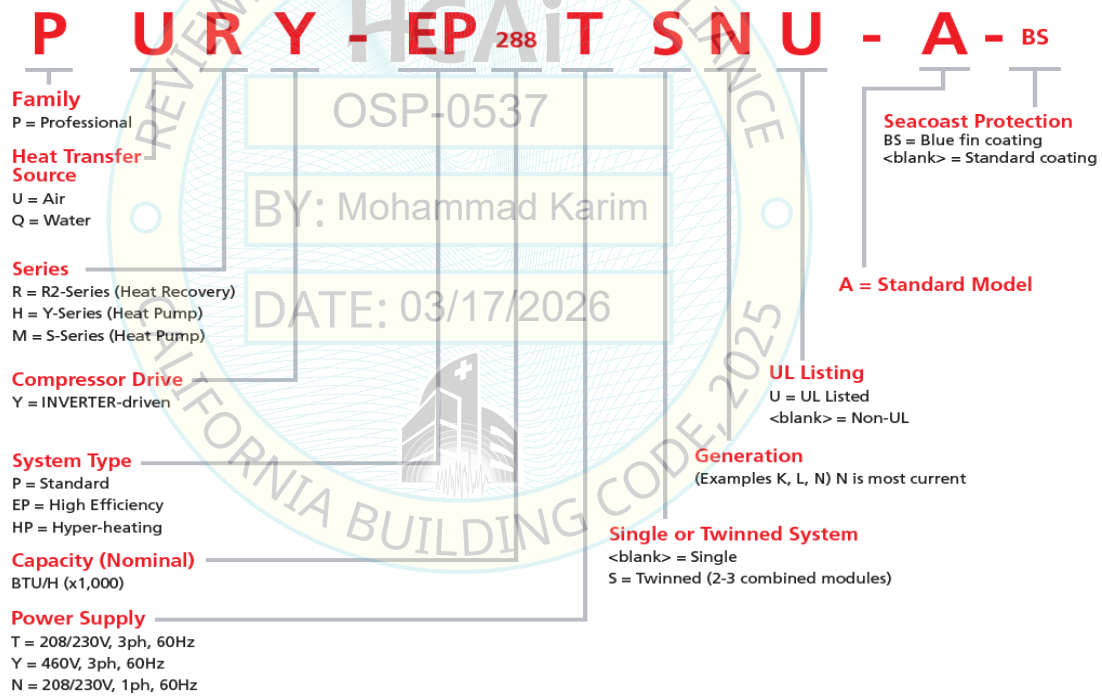 P U R Y - EP 288 T S N U - A - BS
Family
P = Professional
Heat Transfer
Source
U = Air
Q = Water
Series
R = R2-Series (Heat Recovery)
H = Y-Series (Heat Pump)
M = S-Series (Heat Pump)
Compressor Drive
Y = INVERTER-driven
System Type
P = Standard
EP = High Efficiency
HP = Hyper-heating
Capacity (Nominal)
BTU/H (x1,000)
Power Supply
T = 208/230V, 3ph, 60Hz
Y = 460V, 3ph, 60Hz
N = 208/230V, 1ph, 60Hz
Seacoast Protection
BS = Blue fin coating
<blank> = Standard coating
A = Standard Model
UL Listing
U = UL Listed
<blank> = Non-UL
Generation
(Examples K, L, N) N is most current
Single or Twinned System
<blank> = Single
S = Twinned (2-3 combined modules)
HCAi
OSP-0537
BY: Mohammad Karim
DATE: 03/17/2026
CALIFORNIA BUILDING CODE, 2025